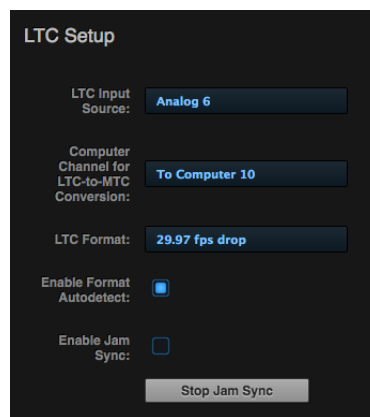 LTC Setup
LTC Input
Source:
Analog 6
Computer
Channel for
LTC-to-MTC
Conversion:
To Computer 10
LTC Format:
29.97 fps drop
Enable Format
Autodetect:
Enable Jam
Sync:
Stop Jam Sync